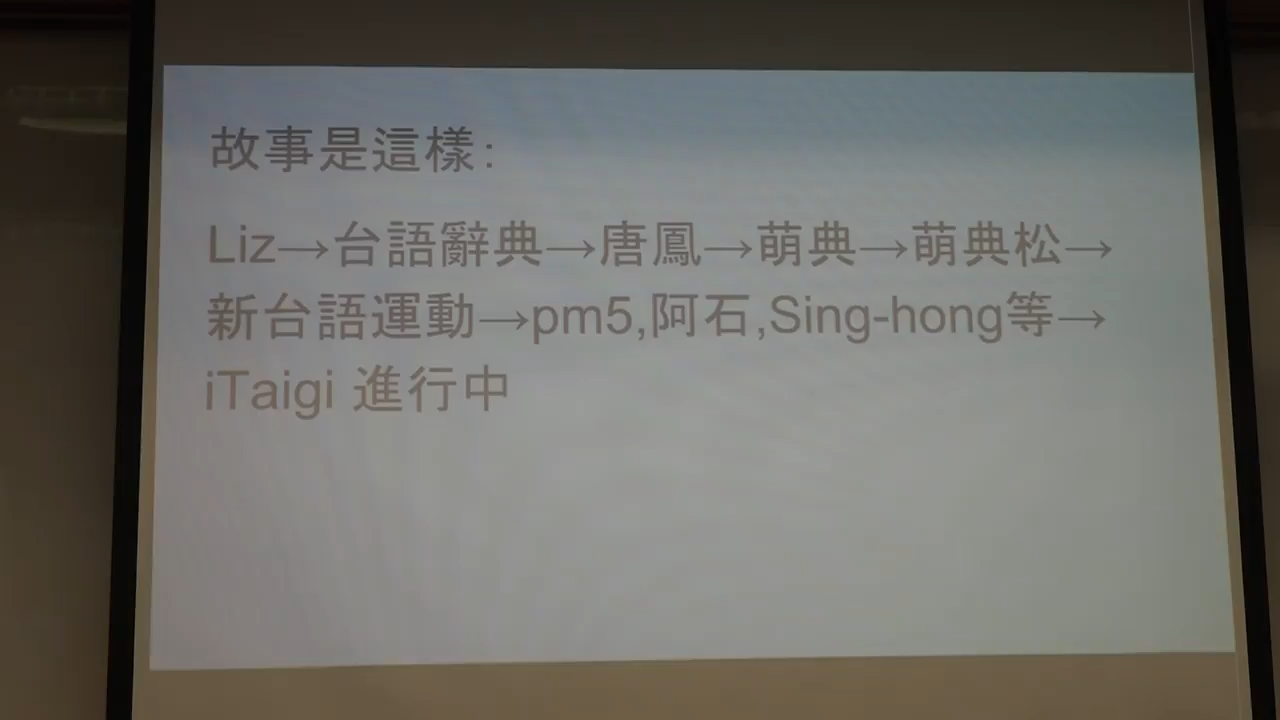 故事是這樣:
Liz→台語辭典→唐鳳→萌典→萌典松→
新台語運動→pm5,阿石,Sing-hong等→
iTaigi 進行中